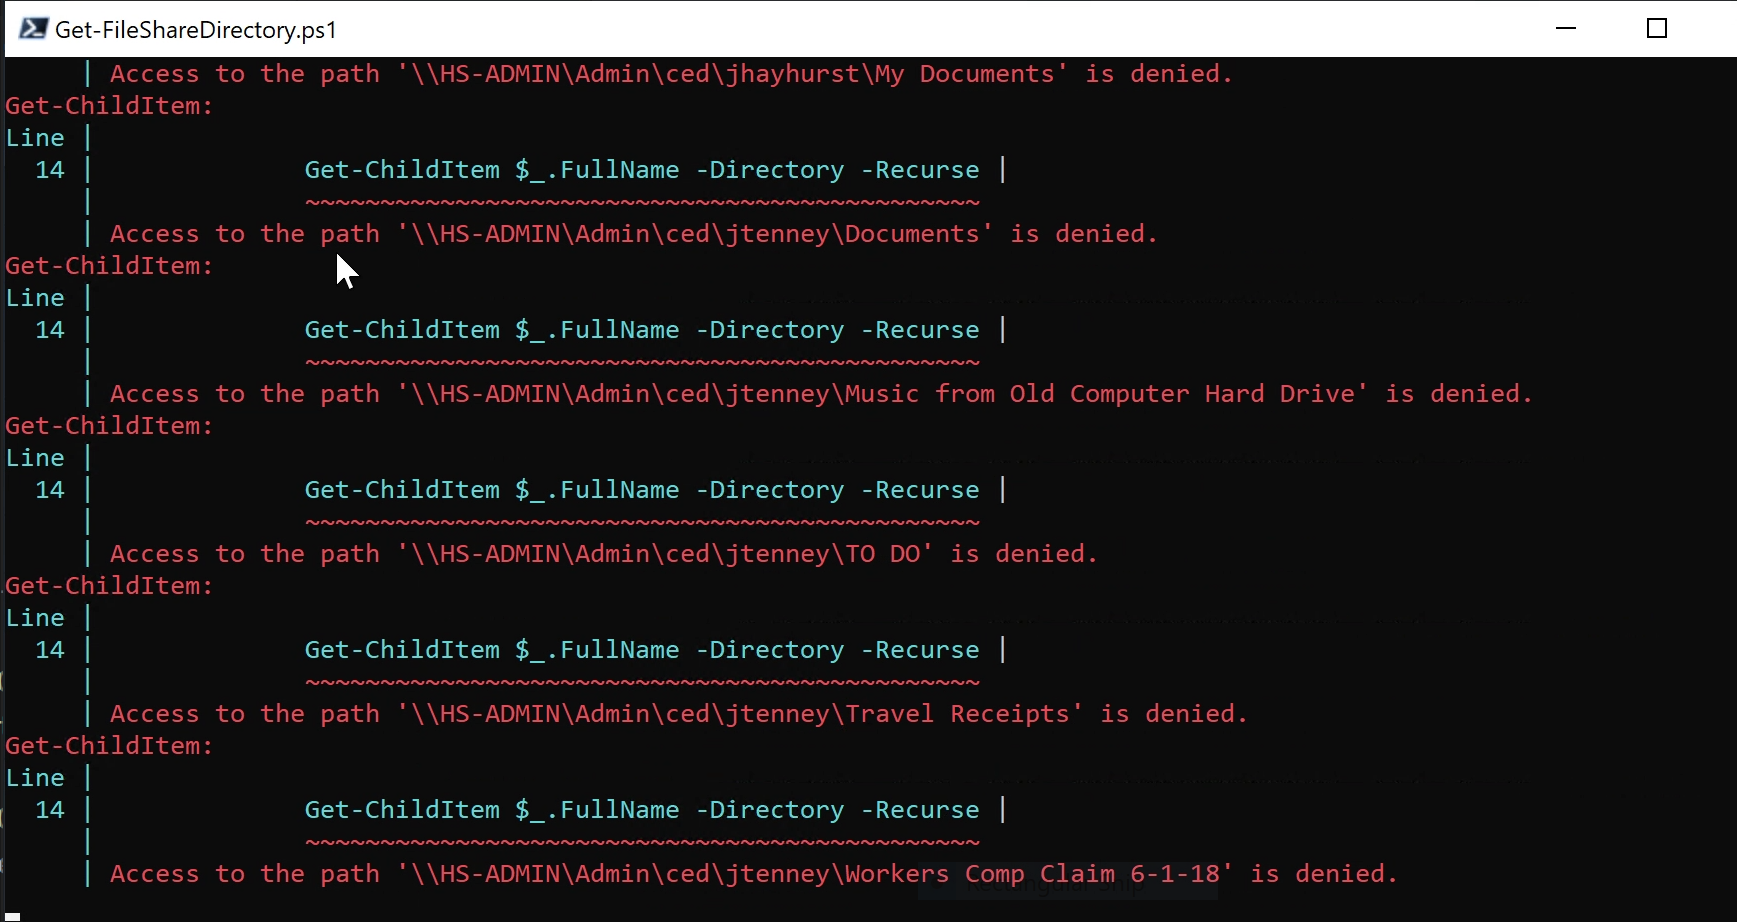 Get-FileShareDirectory.ps1
| Access to the path '\\HS-ADMIN\Admin\ced\jhayhurst\My Documents' is denied.
Get-ChildItem:
Line |
14 | Get-ChildItem $_.FullName -Directory -Recurse |
| ~~~~~~~~~~~~~~~~~~~~~~~~~~~~~~~~~~~~~~~~~~~~~
| Access to the path '\\HS-ADMIN\Admin\ced\jtenney\Documents' is denied.
Get-ChildItem:
Line |
14 | Get-ChildItem $_.FullName -Directory -Recurse |
| ~~~~~~~~~~~~~~~~~~~~~~~~~~~~~~~~~~~~~~~~~~~~~
| Access to the path '\\HS-ADMIN\Admin\ced\jtenney\Music from Old Computer Hard Drive' is denied.
Get-ChildItem:
Line |
14 | Get-ChildItem $_.FullName -Directory -Recurse |
| ~~~~~~~~~~~~~~~~~~~~~~~~~~~~~~~~~~~~~~~~~~~~~
| Access to the path '\\HS-ADMIN\Admin\ced\jtenney\TO DO' is denied.
Get-ChildItem:
Line |
14 | Get-ChildItem $_.FullName -Directory -Recurse |
| ~~~~~~~~~~~~~~~~~~~~~~~~~~~~~~~~~~~~~~~~~~~~~
| Access to the path '\\HS-ADMIN\Admin\ced\jtenney\Travel Receipts' is denied.
Get-ChildItem:
Line |
14 | Get-ChildItem $_.FullName -Directory -Recurse |
| ~~~~~~~~~~~~~~~~~~~~~~~~~~~~~~~~~~~~~~~~~~~~~
| Access to the path '\\HS-ADMIN\Admin\ced\jtenney\Workers Comp Claim 6-1-18' is denied.
Rectangular Snip